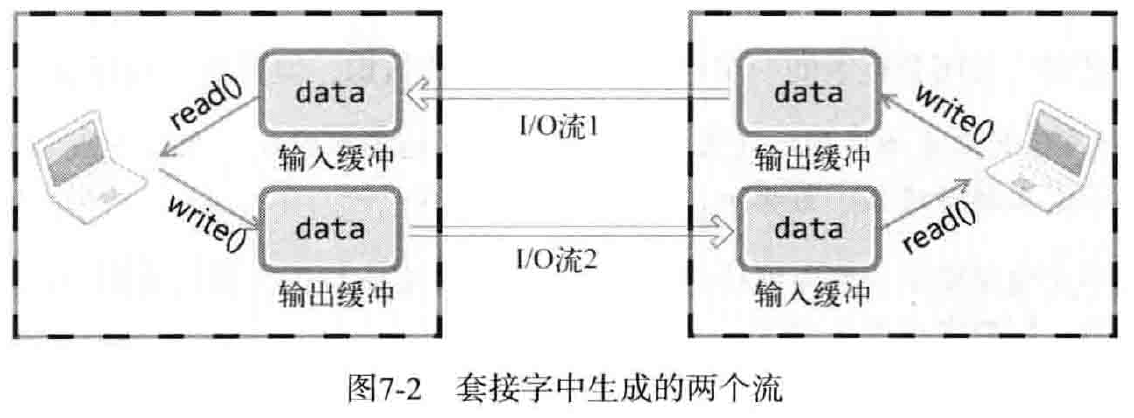 data
data
read()
write()
I/O流1
输入缓冲
输出缓冲
data
data
write()
read()
I/O流2
输出缓冲
输入缓冲
图7-2 套接字中生成的两个流